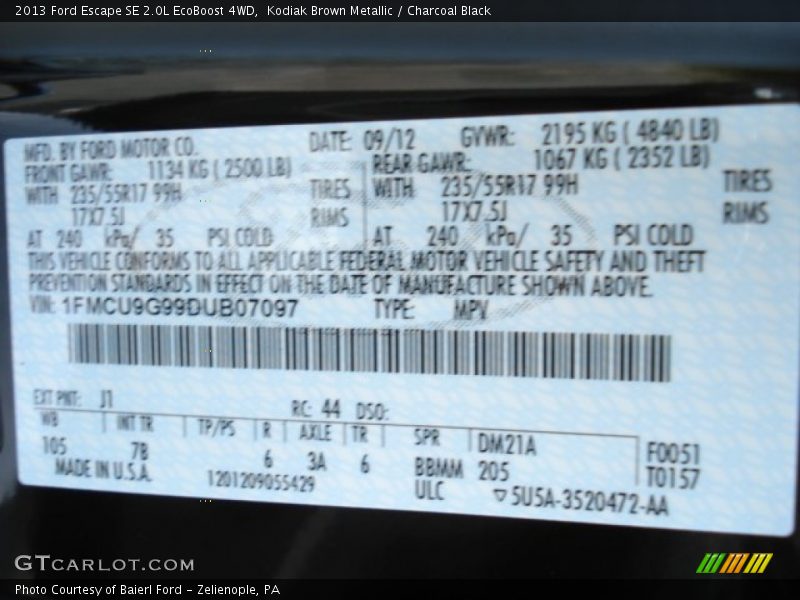 2013 Ford Escape SE 2.0L EcoBoost 4WD,  Kodiak Brown Metallic / Charcoal Black
MFD. BY FORD MOTOR CO. DATE: 09/12 GVWR: 2195 KG ( 4840 LB)
FRONT GAWR: 1134 KG ( 2500 LB) REAR GAWR: 1067 KG ( 2352 LB)
WITH 235/55R17 99H TIRES WITH 235/55R17 99H TIRES
17X7.5J RIMS 17X7.5J RIMS
AT 240 kPa/ 35 PSI COLD AT 240 kPa/ 35 PSI COLD
THIS VEHICLE CONFORMS TO ALL APPLICABLE FEDERAL MOTOR VEHICLE SAFETY AND THEFT
PREVENTION STANDARDS IN EFFECT ON THE DATE OF MANUFACTURE SHOWN ABOVE.
VIN: 1FMCU9G99DUB07097 TYPE: MPV
EXT PNT: J1 RC: 44 DSO:
WB INT TR TP/PS R AXLE TR SPR DM21A F0051
105 7B 6 3A 6 BBMM 205 T0157
MADE IN U.S.A. 1201209055429 ULC ▽5U5A-3520472-AA
GTCARLOT.COM
Photo Courtesy of Baierl Ford - Zelienople, PA